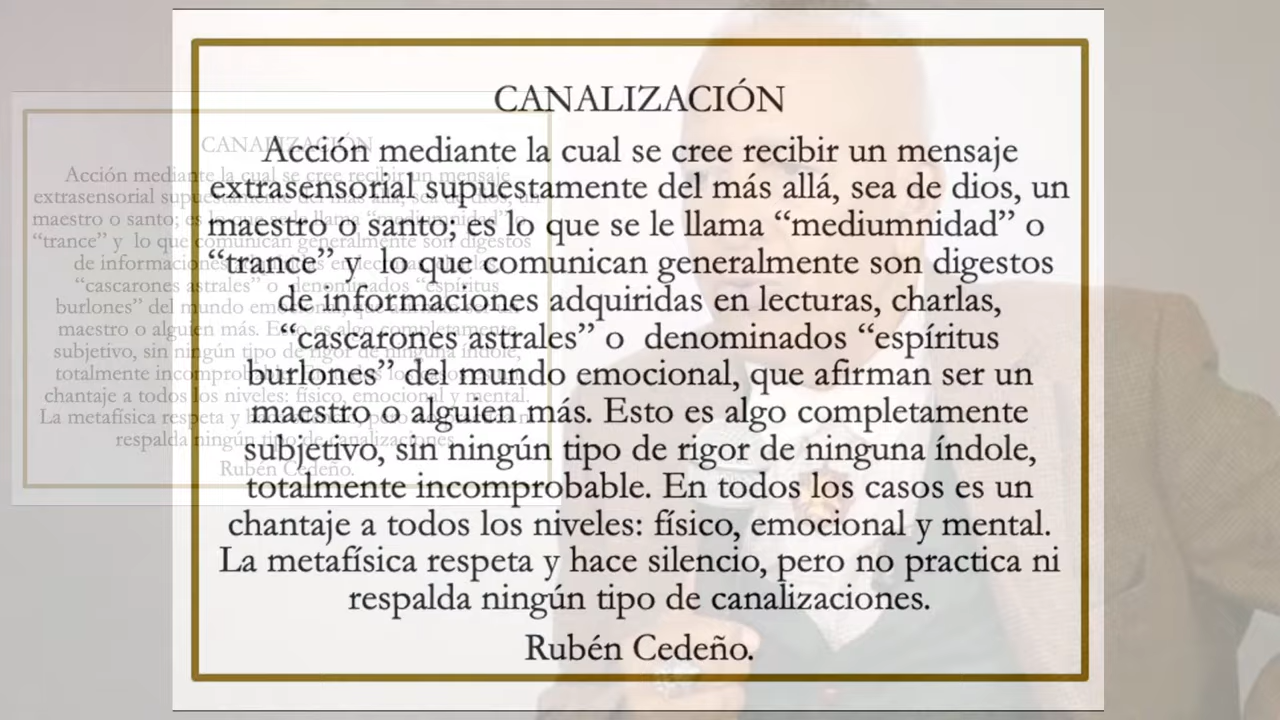 CANALIZACIÓN
Acción mediante la cual se cree recibir un mensaje
extrasensorial supuestamente del más allá, sea de dios, un
maestro o santo; es lo que se le llama “mediumnidad” o
“trance” y  lo que comunican generalmente son digestos
de informaciones adquiridas en lecturas, charlas,
“cascarones astrales” o  denominados “espíritus
burlones” del mundo emocional, que afirman ser un
maestro o alguien más. Esto es algo completamente
subjetivo, sin ningún tipo de rigor de ninguna índole,
totalmente incomprobable. En todos los casos es un
chantaje a todos los niveles: físico, emocional y mental.
La metafísica respeta y hace silencio, pero no practica ni
respalda ningún tipo de canalizaciones.
Rubén Cedeño.